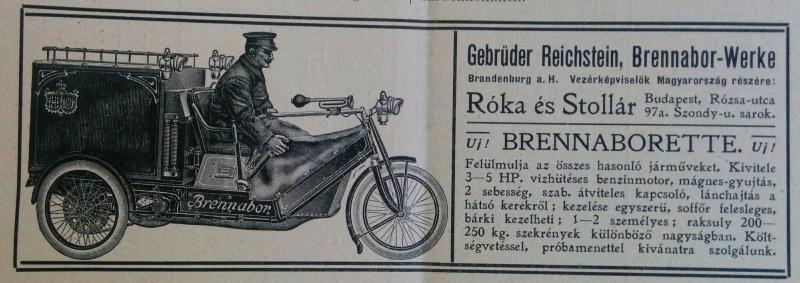 Gebrüder Reichstein, Brennabor-Werke
Brandenburg a. H. Vezérképviselők Magyarország részére:
Róka és Stollár
Budapest, Rózsa-utca
97a. Szondy-u. sarok.
Uj! BRENNABORETTE. Uj!
Felülmulja az összes hasonló járműveket. Kivitele
3—5 HP. vizhütéses benzinmotor, mágnes-gyujtás,
2 sebesség, szab. átviteles kapcsoló, lánchajtás a
hátsó kerekről; kezelése egyszerű, soffőr felesleges,
bárki kezelheti; 1—2 személyes; raksuly 200—
250 kg. szekrények különböző nagyságban. Költ-
ségvetéssel, próbamenettel kivánatra szolgálunk.
Brennabor.